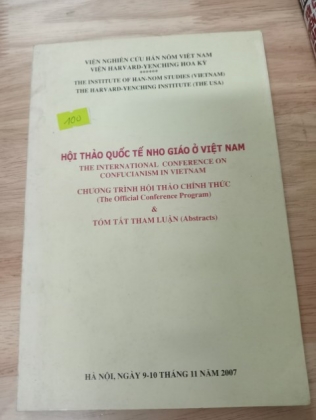 VIỆN NGHIÊN CỨU HÁN NÔM VIỆT NAM
VIỆN HARVARD-YENCHING HOA KỲ
******
THE INSTITUTE OF HAN-NOM STUDIES (VIETNAM)
THE HARVARD-YENCHING INSTITUTE (THE USA)
100
HỘI THẢO QUỐC TẾ NHO GIÁO Ở VIỆT NAM
THE INTERNATIONAL CONFERENCE ON
CONFUCIANISM IN VIETNAM
CHƯƠNG TRÌNH HỘI THẢO CHÍNH THỨC
(The Official Conference Program)
&
TÓM TẮT THAM LUẬN (Abstracts)
HÀ NỘI, NGÀY 9-10 THÁNG 11 NĂM 2007